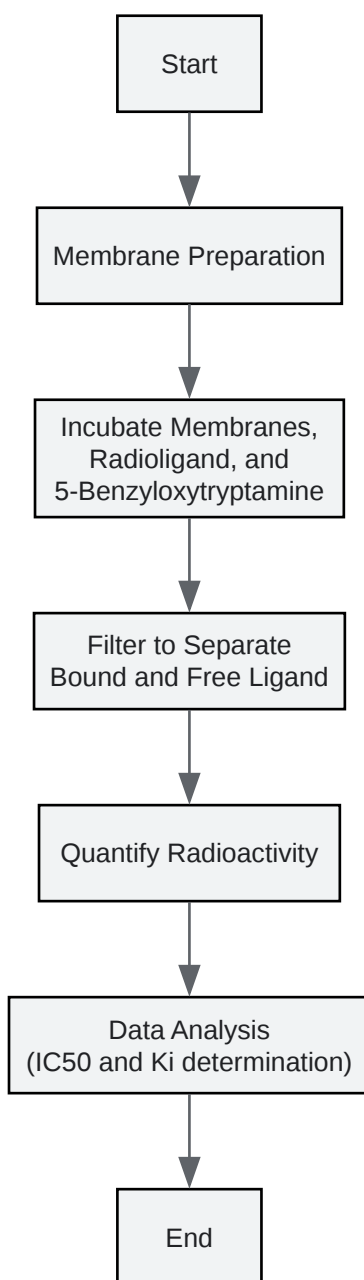 Start
Membrane Preparation
Incubate Membranes,
Radioligand, and
5-Benzyloxytryptamine
Filter to Separate
Bound and Free Ligand
Quantify Radioactivity
Data Analysis
(IC50 and Ki determination)
End